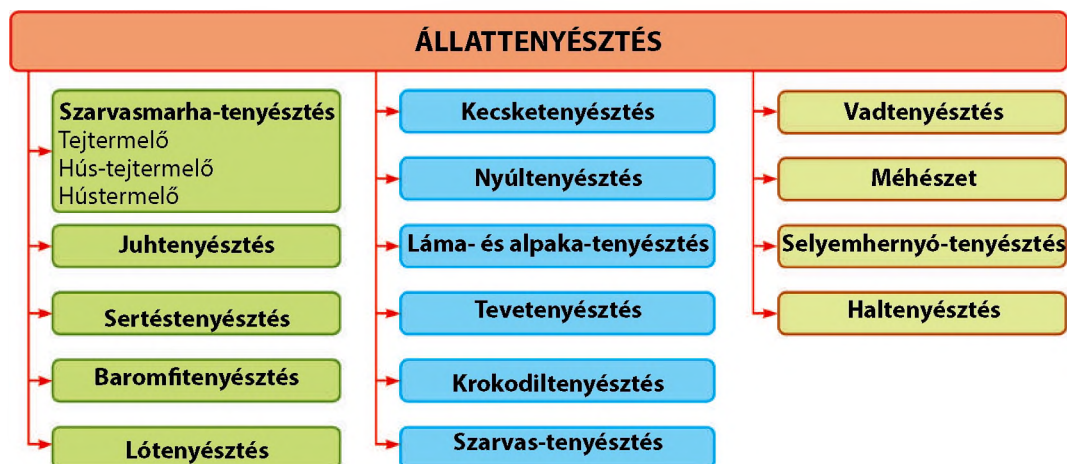 ÁLLATTENYÉSZTÉS
Szarvasmarha-tenyésztés
Tejtermelő
Hús-tejtermelő
Hústermelő
Juhtenyésztés
Sertéstenyésztés
Baromfitenyésztés
Lótenyésztés
Kecsketenyésztés
Nyúltenyésztés
Láma- és alpaka-tenyésztés
Tevetenyésztés
Krokodiltenyésztés
Szarvas-tenyésztés
Vadtenyésztés
Méhészet
Selyemhernyó-tenyésztés
Haltenyésztés